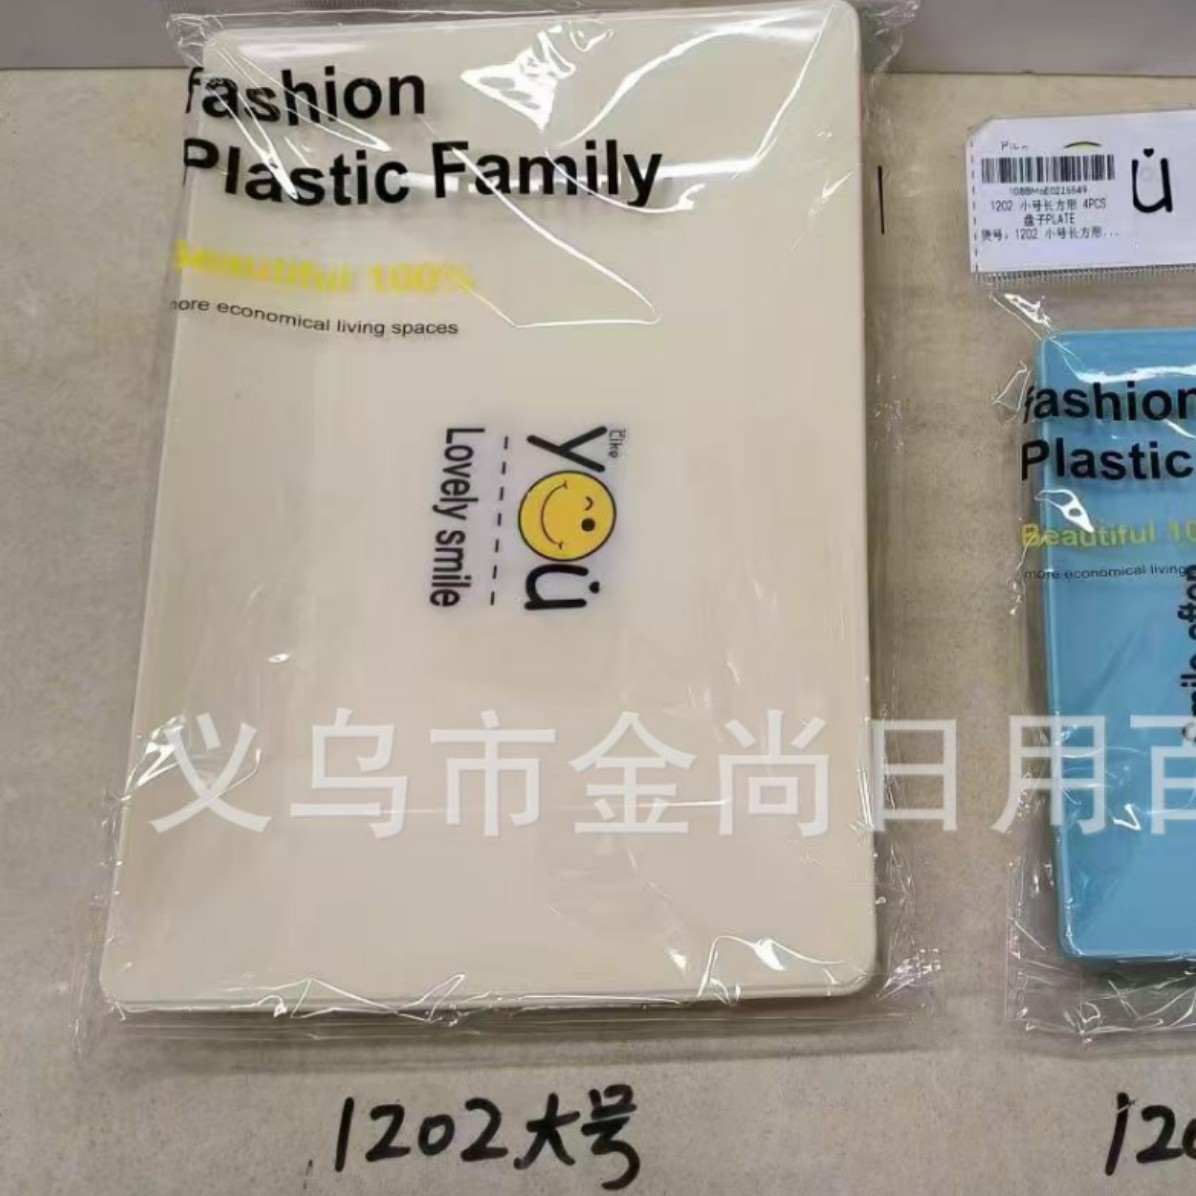 fashion
Plastic Family
Beautiful 100%
more economical living spaces
Like
you
Lovely smile
1202 小号长方形 4PCS
盘子PLATE
货号: 1202 小号长方形...
ü
fashion
Plastic
Beautiful 10
more economical living
Smile often
义乌市金尚日用百
1202大号
120